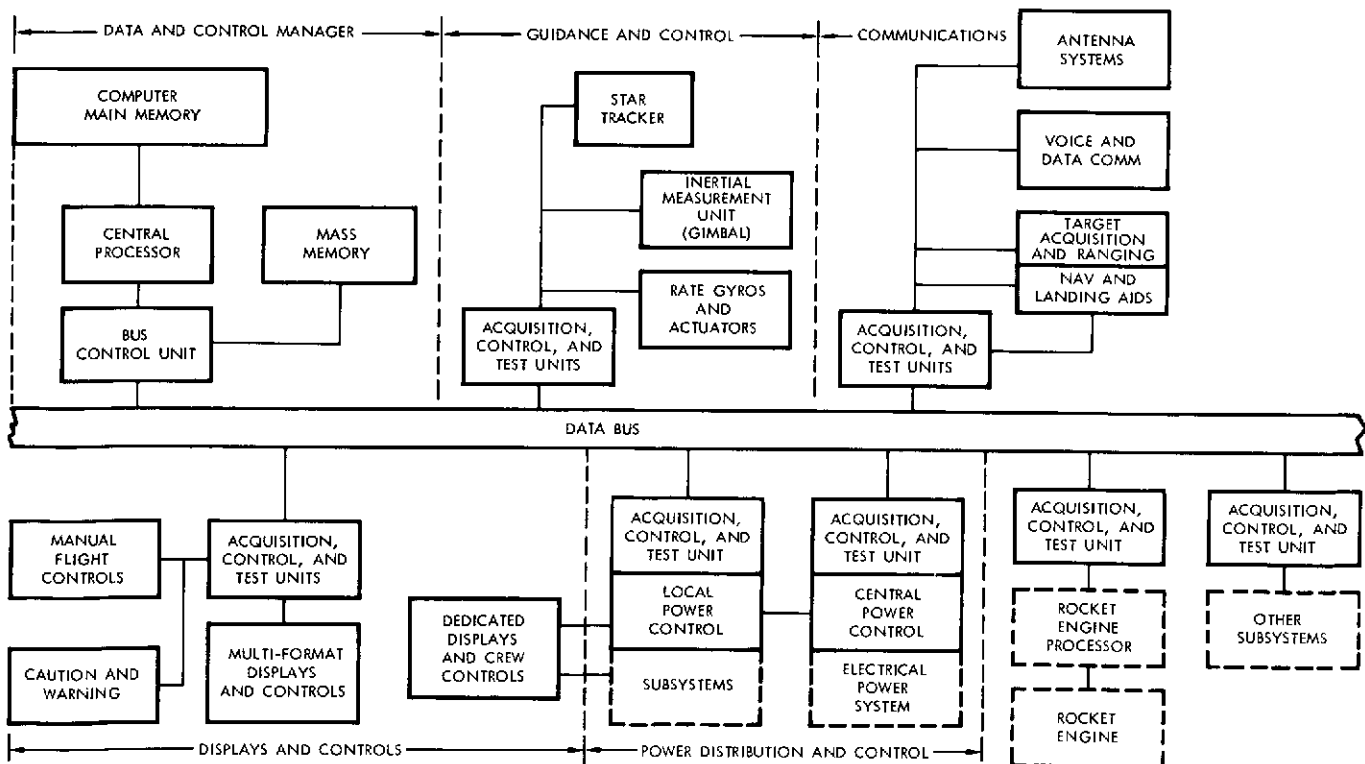 DATA AND CONTROL MANAGER
GUIDANCE AND CONTROL
COMMUNICATIONS
COMPUTER
MAIN MEMORY
CENTRAL
PROCESSOR
MASS
MEMORY
BUS
CONTROL UNIT
STAR
TRACKER
INERTIAL
MEASUREMENT
UNIT
(GIMBAL)
RATE GYROS
AND
ACTUATORS
ACQUISITION,
CONTROL, AND
TEST UNITS
ANTENNA
SYSTEMS
VOICE AND
DATA COMM
TARGET
ACQUISITION
AND RANGING
NAV AND
LANDING AIDS
ACQUISITION,
CONTROL, AND
TEST UNITS
DATA BUS
MANUAL
FLIGHT
CONTROLS
ACQUISITION,
CONTROL, AND
TEST UNITS
CAUTION AND
WARNING
MULTI-FORMAT
DISPLAYS
AND CONTROLS
DEDICATED
DISPLAYS
AND CREW
CONTROLS
ACQUISITION,
CONTROL, AND
TEST UNIT
LOCAL
POWER
CONTROL
SUBSYSTEMS
ACQUISITION,
CONTROL, AND
TEST UNIT
CENTRAL
POWER
CONTROL
ELECTRICAL
POWER
SYSTEM
ACQUISITION,
CONTROL, AND
TEST UNIT
ROCKET
ENGINE
PROCESSOR
ROCKET
ENGINE
ACQUISITION,
CONTROL, AND
TEST UNIT
OTHER
SUBSYSTEMS
DISPLAYS AND CONTROLS
POWER DISTRIBUTION AND CONTROL